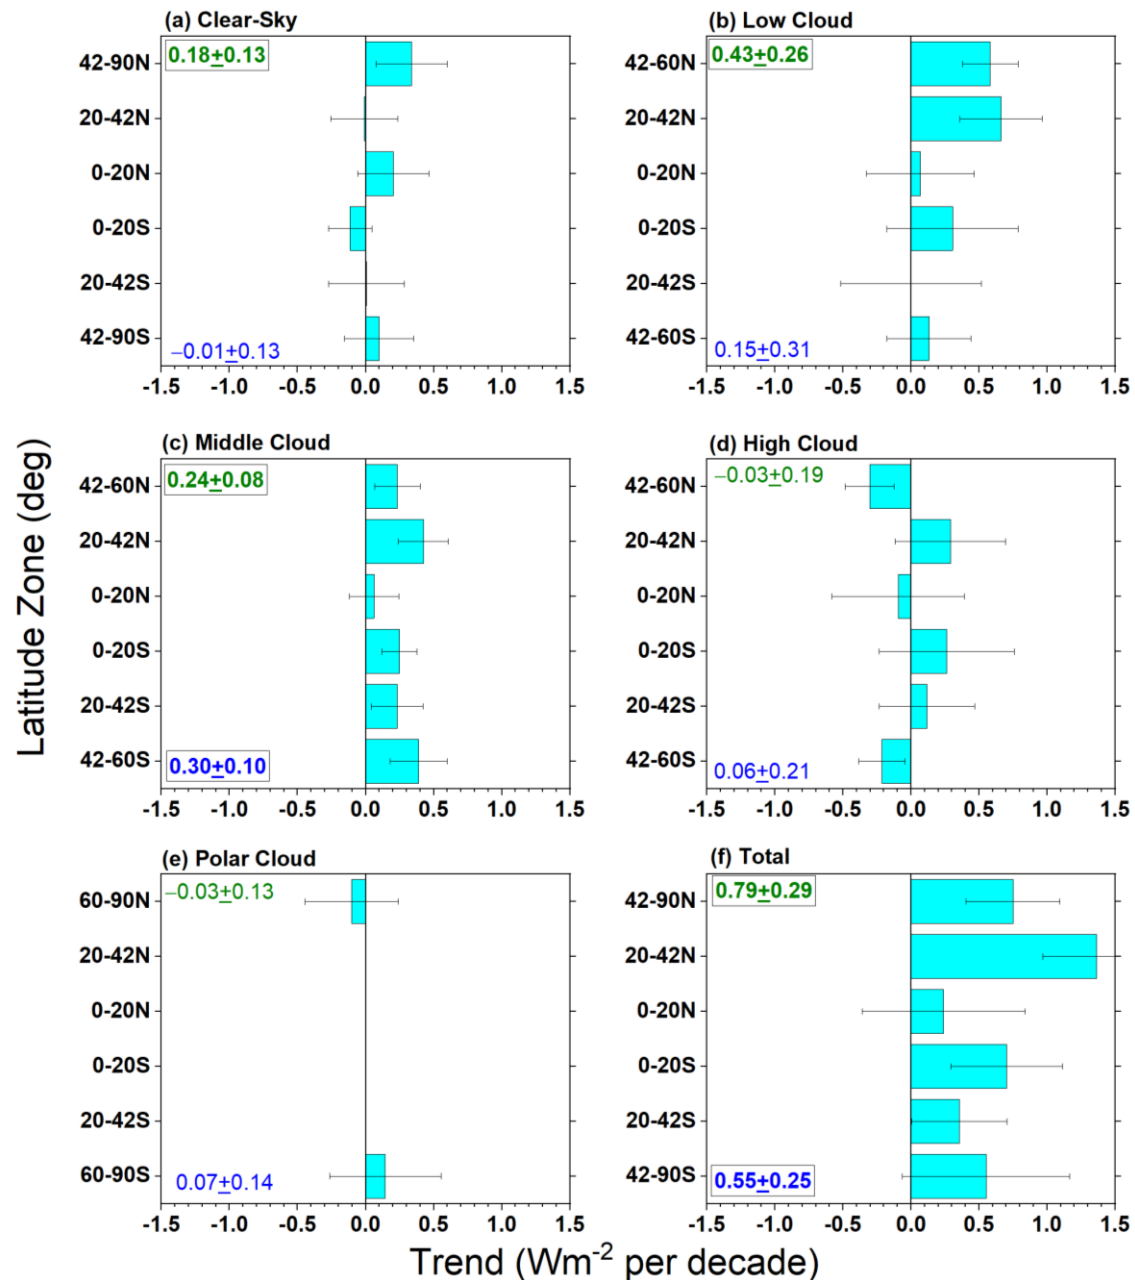 (a) Clear-Sky
0.18±0.13
42-90N
20-42N
0-20N
0-20S
20-42S
42-90S
−0.01±0.13
-1.5 -1.0 -0.5 0.0 0.5 1.0 1.5
(b) Low Cloud
0.43±0.26
42-60N
20-42N
0-20N
0-20S
20-42S
42-60S
0.15±0.31
-1.5 -1.0 -0.5 0.0 0.5 1.0 1.5
Latitude Zone (deg)
(c) Middle Cloud
0.24±0.08
42-60N
20-42N
0-20N
0-20S
20-42S
42-60S
0.30±0.10
-1.5 -1.0 -0.5 0.0 0.5 1.0 1.5
(d) High Cloud
−0.03±0.19
42-60N
20-42N
0-20N
0-20S
20-42S
42-60S
0.06±0.21
-1.5 -1.0 -0.5 0.0 0.5 1.0 1.5
(e) Polar Cloud
−0.03±0.13
60-90N
20-42N
0-20N
0-20S
20-42S
60-90S
0.07±0.14
-1.5 -1.0 -0.5 0.0 0.5 1.0 1.5
(f) Total
0.79±0.29
42-90N
20-42N
0-20N
0-20S
20-42S
42-90S
0.55±0.25
-1.5 -1.0 -0.5 0.0 0.5 1.0 1.5
Trend (Wm⁻² per decade)